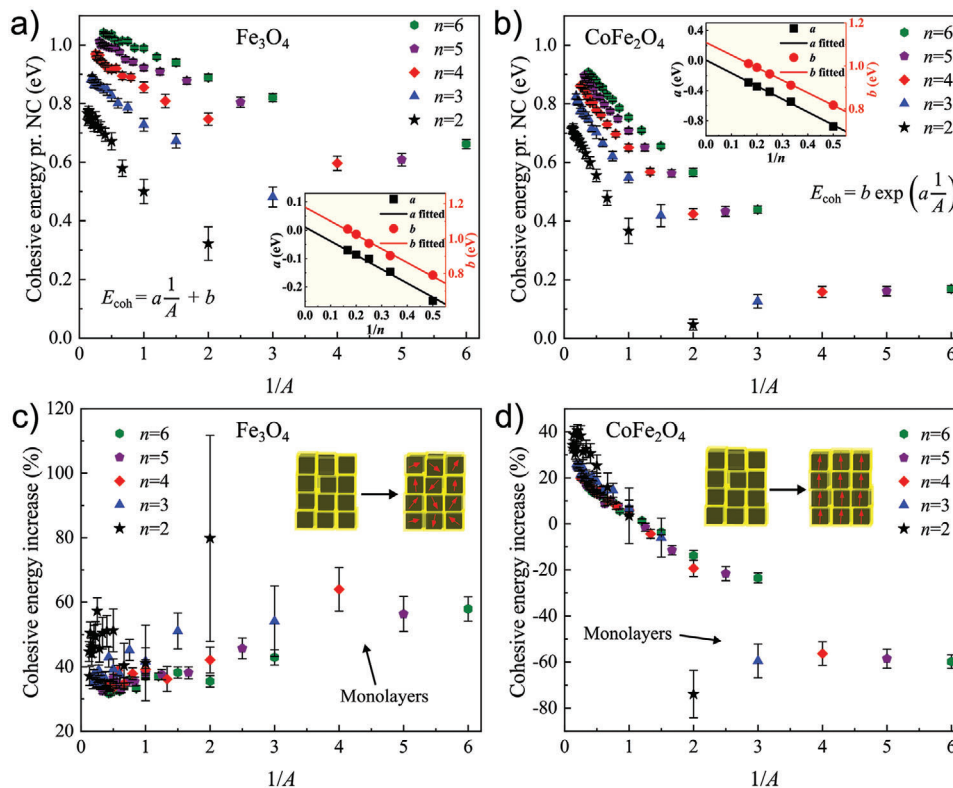 a)
Fe3O4
n=6
n=5
n=4
n=3
n=2
Cohesive energy pr. NC (eV)
1.0
0.8
0.6
0.4
0.2
0.0
0 1 2 3 4 5 6
1/A
Ecoh = a 1/A + b
a (eV)
0.1
0.0
-0.1
-0.2
0.0 0.1 0.2 0.3 0.4 0.5
1/n
1.2
1.0
0.8
b (eV)
a
a fitted
b
b fitted
b)
CoFe2O4
n=6
n=5
n=4
n=3
n=2
Cohesive energy pr. NC (eV)
1.0
0.8
0.6
0.4
0.2
0.0
0 1 2 3 4 5 6
1/A
Ecoh = b exp (a 1/A)
a (eV)
0.4
0.0
-0.4
-0.8
0.0 0.1 0.2 0.3 0.4 0.5
1/n
1.2
1.0
0.8
b (eV)
a
a fitted
b
b fitted
c)
Fe3O4
n=6
n=5
n=4
n=3
n=2
Cohesive energy increase (%)
120
100
80
60
40
20
0 1 2 3 4 5 6
1/A
Monolayers
d)
CoFe2O4
n=6
n=5
n=4
n=3
n=2
Cohesive energy increase (%)
40
20
0
-20
-40
-60
-80
0 1 2 3 4 5 6
1/A
Monolayers